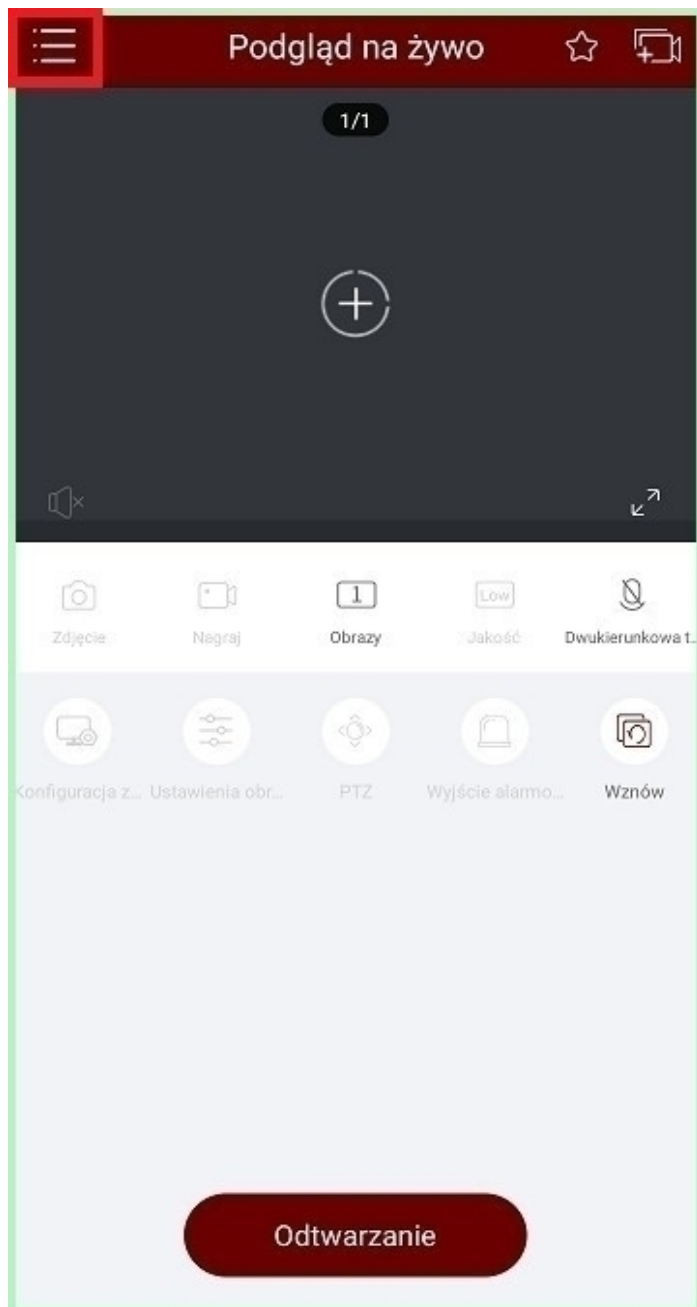 Podgląd na żywo
1/1
1
Low
Zdjęcie
Nagraj
Obrazy
Jakość
Dwukierunkowa t..
Konfiguracja z...
Ustawienia obr...
PTZ
Wyjście alarmo...
Wznów
Odtwarzanie